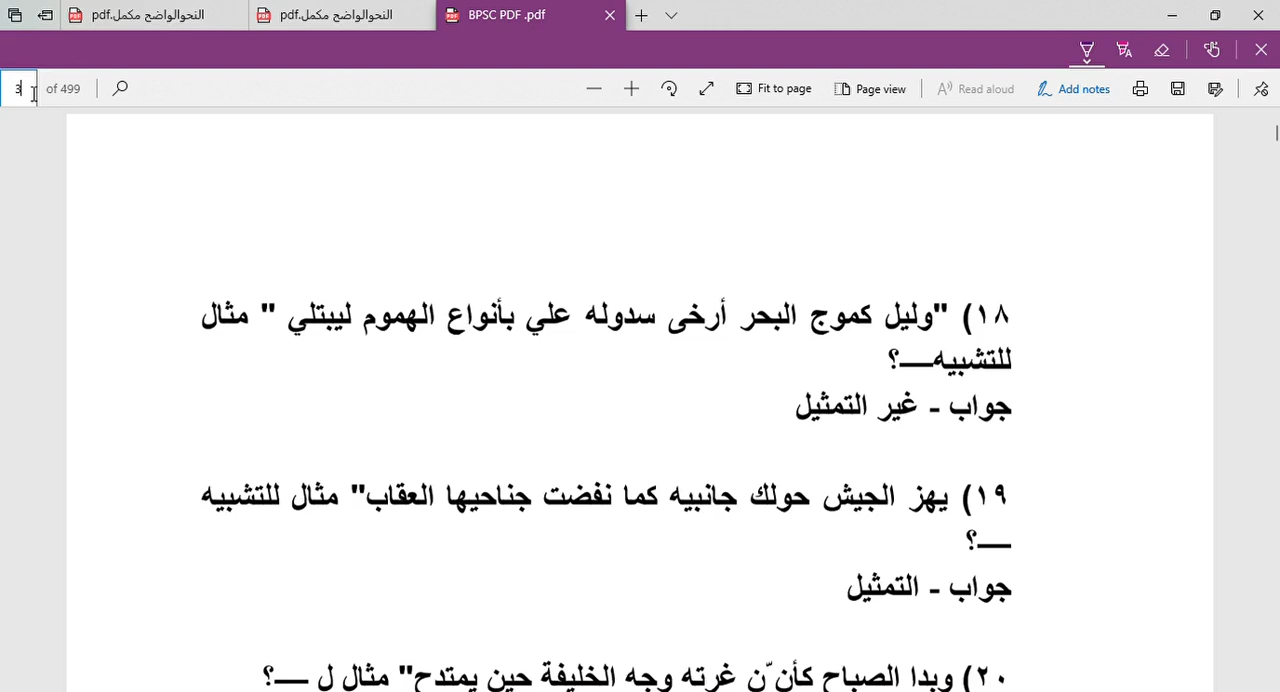 النحوالواضح مكمل.pdf
النحوالواضح مكمل.pdf
BPSC PDF .pdf
3 of 499
Fit to page
Page view
Read aloud
Add notes
١٨) "وليل كموج البحر أرخى سدوله علي بأنواع الهموم ليبتلي " مثال
للتشبيه——؟
جواب - غير التمثيل
١٩) يهز الجيش حولك جانبيه كما نفضت جناحيها العقاب" مثال للتشبيه
——؟
جواب - التمثيل
٢٠) وبدا الصباح كأن ّن غرته وجه الخليفة حين يمتدح" مثال ل ——؟